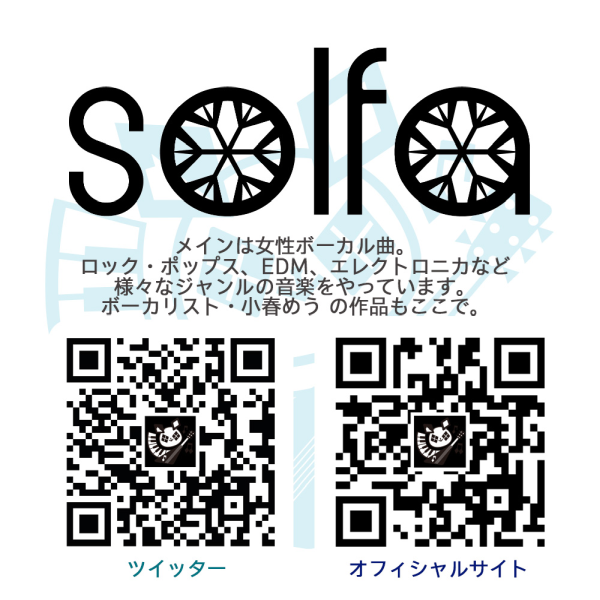 solfa
メインは女性ボーカル曲。
ロック・ポップス、EDM、エレクトロニカなど
様々なジャンルの音楽をやっています。
ボーカリスト・小春めう の作品もここで。
ツイッター
オフィシャルサイト